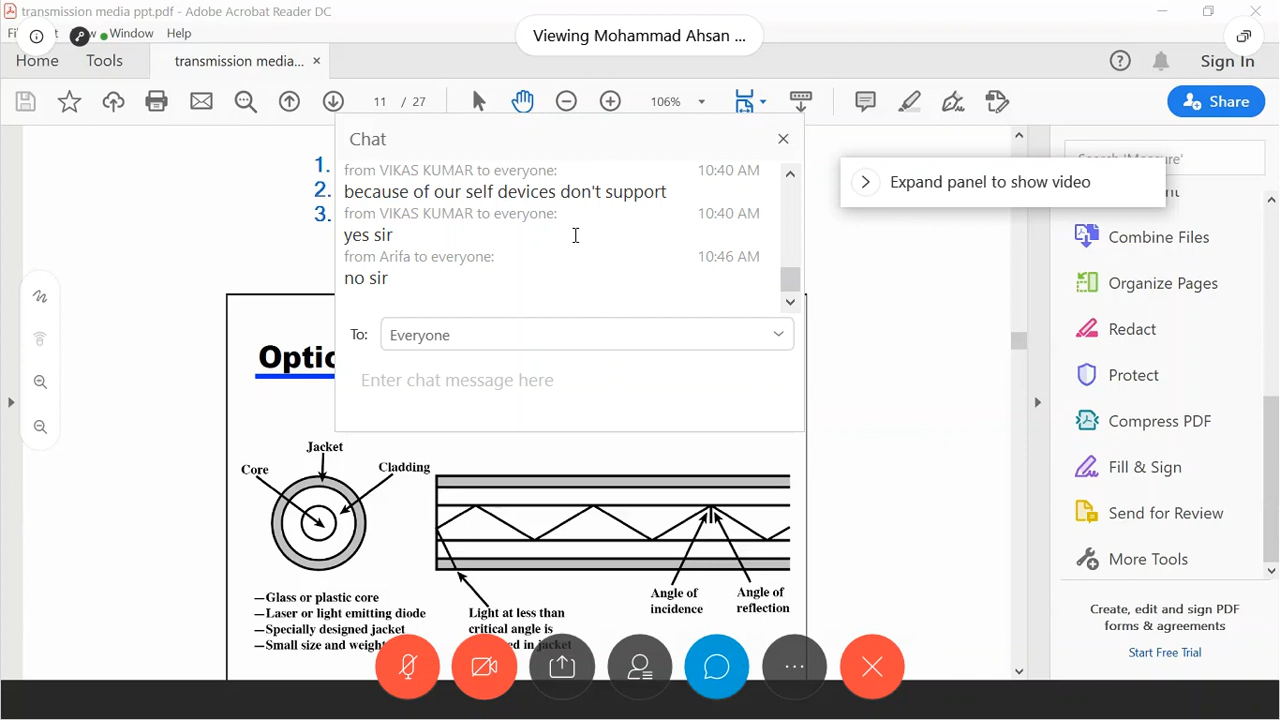 transmission media ppt.pdf - Adobe Acrobat Reader DC
Window Help
Viewing Mohammad Ahsan ...
Home Tools transmission media... ×
Sign In
11 / 27
106%
Share
Chat
from VIKAS KUMAR to everyone: 10:40 AM
because of our self devices don't support
from VIKAS KUMAR to everyone: 10:40 AM
yes sir
from Arifa to everyone: 10:46 AM
no sir
To: Everyone
Enter chat message here
Expand panel to show video
1.
2.
3.
Optic
Jacket
Core
Cladding
Angle of
incidence
Angle of
reflection
—Glass or plastic core
—Laser or light emitting diode
—Specially designed jacket
—Small size and weight
Light at less than
critical angle is
in jacket
Combine Files
Organize Pages
Redact
Protect
Compress PDF
Fill & Sign
Send for Review
More Tools
Create, edit and sign PDF
forms & agreements
Start Free Trial